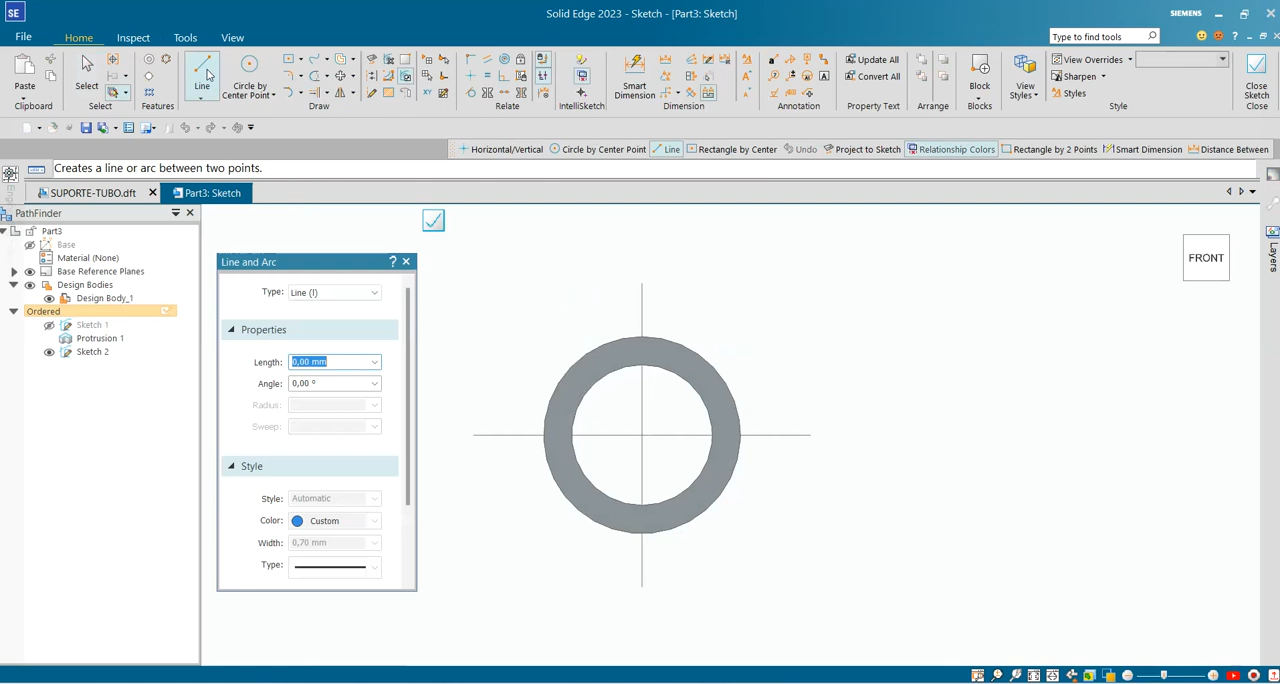 SE
Solid Edge 2023 - Sketch - [Part3: Sketch]
SIEMENS
File
Home
Inspect
Tools
View
Type to find tools
Paste
Clipboard
Select
Select
Features
Line
Circle by
Center Point
Draw
Relate
IntelliSketch
Smart
Dimension
Dimension
Annotation
Update All
Convert All
Property Text
Arrange
Block
Blocks
View
Styles
View Overrides
Sharpen
Styles
Style
Close
Sketch
Close
Horizontal/Vertical
Circle by Center Point
Line
Rectangle by Center
Undo
Project to Sketch
Relationship Colors
Rectangle by 2 Points
Smart Dimension
Distance Between
Creates a line or arc between two points.
SUPORTE-TUBO.dft
Part3: Sketch
PathFinder
Part3
Base
Material (None)
Base Reference Planes
Design Bodies
Design Body_1
Ordered
Sketch 1
Protrusion 1
Sketch 2
Line and Arc
?
Type: Line (l)
Properties
Length: 0,00 mm
Angle: 0,00 º
Radius:
Sweep:
Style
Style: Automatic
Color: Custom
Width: 0,70 mm
Type:
FRONT
Layers